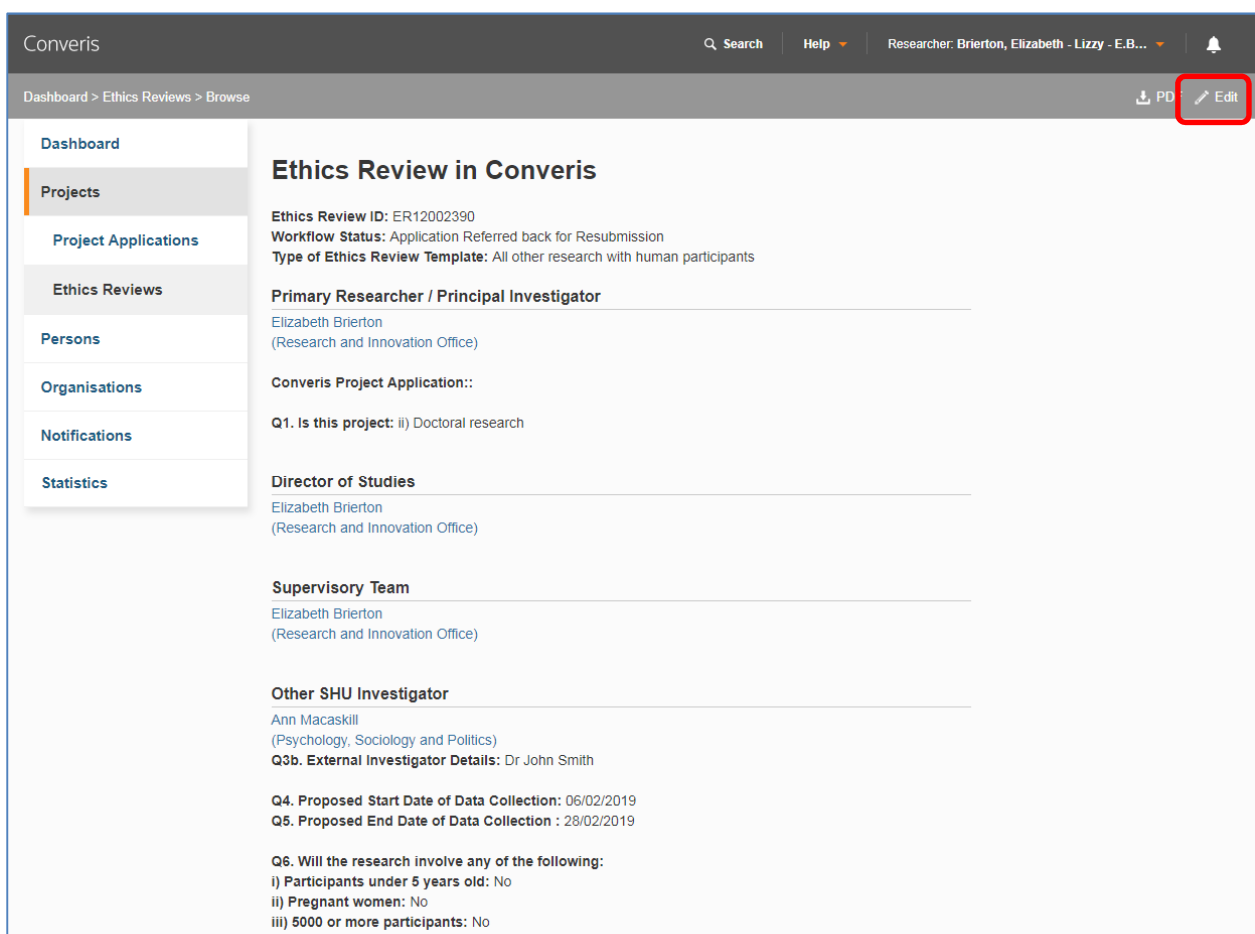 Converis
Search Help Researcher: Brierton, Elizabeth - Lizzy - E.B...
Dashboard > Ethics Reviews > Browse
PDF Edit
Dashboard
Projects
Project Applications
Ethics Reviews
Persons
Organisations
Notifications
Statistics
Ethics Review in Converis
Ethics Review ID: ER12002390
Workflow Status: Application Referred back for Resubmission
Type of Ethics Review Template: All other research with human participants
Primary Researcher / Principal Investigator
Elizabeth Brierton
(Research and Innovation Office)
Converis Project Application::
Q1. Is this project: ii) Doctoral research
Director of Studies
Elizabeth Brierton
(Research and Innovation Office)
Supervisory Team
Elizabeth Brierton
(Research and Innovation Office)
Other SHU Investigator
Ann Macaskill
(Psychology, Sociology and Politics)
Q3b. External Investigator Details: Dr John Smith
Q4. Proposed Start Date of Data Collection: 06/02/2019
Q5. Proposed End Date of Data Collection : 28/02/2019
Q6. Will the research involve any of the following:
i) Participants under 5 years old: No
ii) Pregnant women: No
iii) 5000 or more participants: No